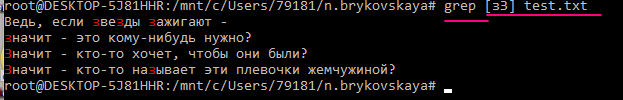 root@DESKTOP-5J81HHR:/mnt/c/Users/79181/n.brykovskaya# grep [зЗ] test.txt
Ведь, если звезды зажигают -
значит - это кому-нибудь нужно?
Значит - кто-то хочет, чтобы они были?
Значит - кто-то называет эти плевочки жемчужиной?
root@DESKTOP-5J81HHR:/mnt/c/Users/79181/n.brykovskaya#